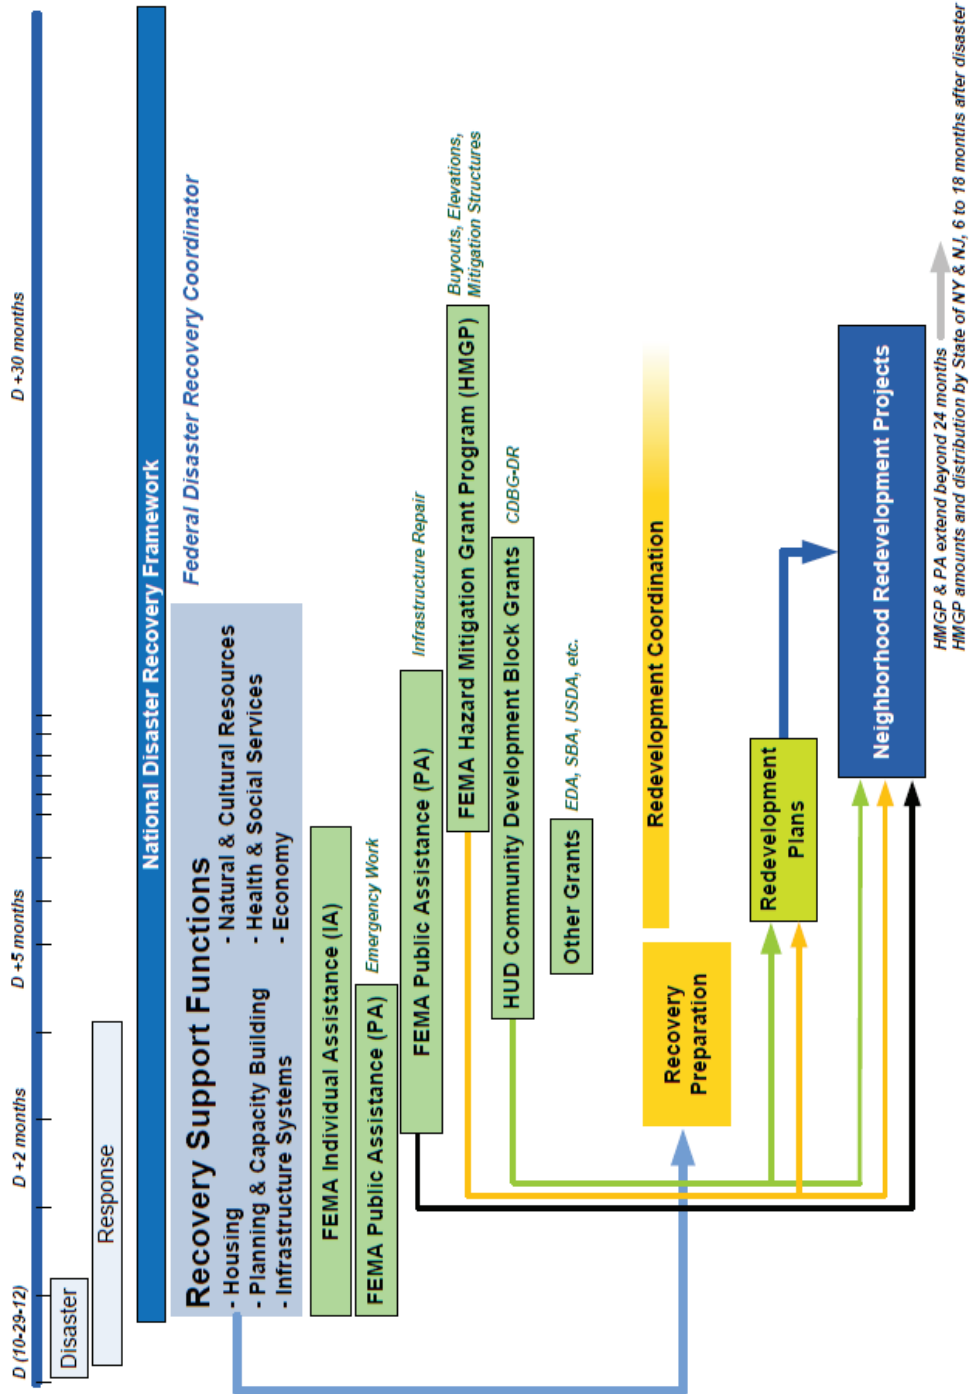 D (10-29-12)
D +2 months
D +5 months
D +30 months
Disaster
Response
National Disaster Recovery Framework
Recovery Support Functions
- Housing
- Planning & Capacity Building
- Infrastructure Systems
- Natural & Cultural Resources
- Health & Social Services
- Economy
Federal Disaster Recovery Coordinator
FEMA Individual Assistance (IA)
FEMA Public Assistance (PA)
Emergency Work
FEMA Public Assistance (PA)
Infrastructure Repair
FEMA Hazard Mitigation Grant Program (HMGP)
Buyouts, Elevations,
Mitigation Structures
HUD Community Development Block Grants
CDBG-DR
Other Grants
EDA, SBA, USDA, etc.
Recovery
Preparation
Redevelopment Coordination
Redevelopment
Plans
Neighborhood Redevelopment Projects
HMGP & PA extend beyond 24 months
HMGP amounts and distribution by State of NY & NJ, 6 to 18 months after disaster